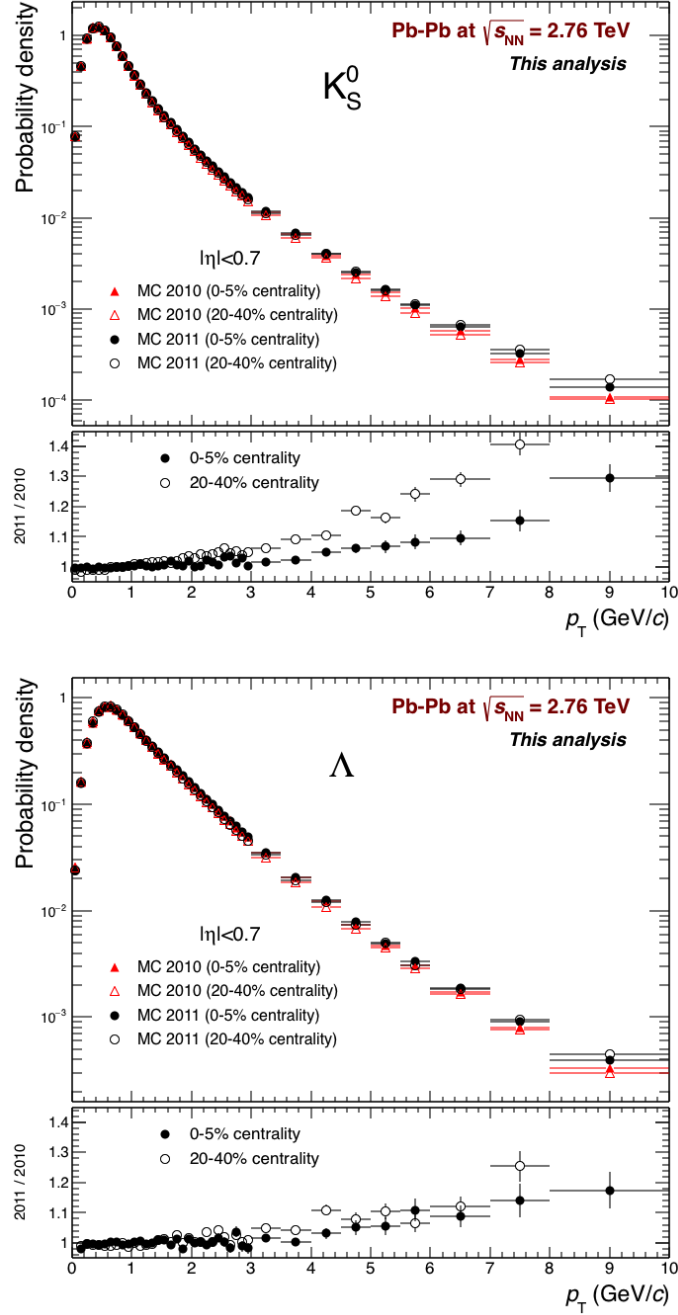 Probability density
1
10⁻¹
10⁻²
10⁻³
10⁻⁴
Pb-Pb at √sNN = 2.76 TeV
This analysis
K⁰S
|η|<0.7
MC 2010 (0-5% centrality)
MC 2010 (20-40% centrality)
MC 2011 (0-5% centrality)
MC 2011 (20-40% centrality)
2011 / 2010
1.4
1.3
1.2
1.1
1
0-5% centrality
20-40% centrality
0 1 2 3 4 5 6 7 8 9 10
pT (GeV/c)
Probability density
1
10⁻¹
10⁻²
10⁻³
Pb-Pb at √sNN = 2.76 TeV
This analysis
Λ
|η|<0.7
MC 2010 (0-5% centrality)
MC 2010 (20-40% centrality)
MC 2011 (0-5% centrality)
MC 2011 (20-40% centrality)
2011 / 2010
1.4
1.3
1.2
1.1
1
0-5% centrality
20-40% centrality
0 1 2 3 4 5 6 7 8 9 10
pT (GeV/c)